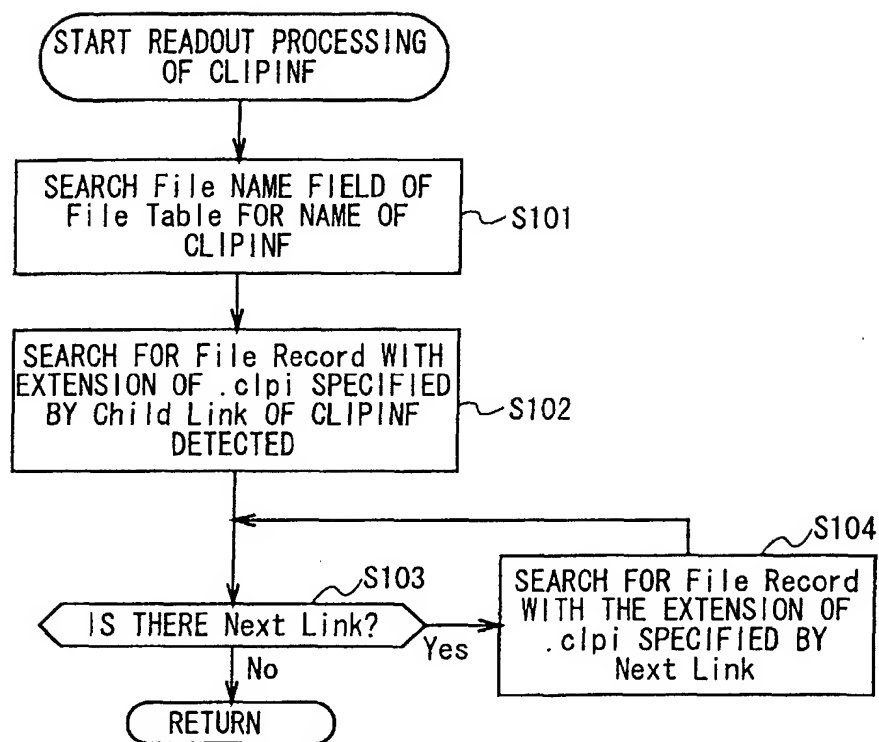 START READOUT PROCESSING
OF CLIPINF
SEARCH File NAME FIELD OF
File Table FOR NAME OF
CLIPINF
S101
SEARCH FOR File Record WITH
EXTENSION OF .clpi SPECIFIED
BY Child Link OF CLIPINF
DETECTED
S102
S103
IS THERE Next Link?
Yes
No
S104
SEARCH FOR File Record
WITH THE EXTENSION OF
.clpi SPECIFIED BY
Next Link
RETURN